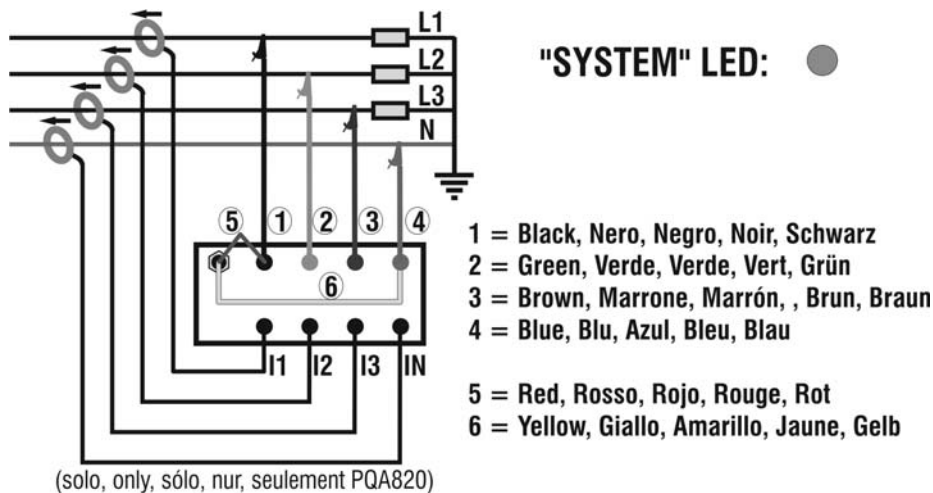 L1
L2
L3
N
"SYSTEM" LED:
5 1 2 3 4
6
I1 I2 I3 IN
1 = Black, Nero, Negro, Noir, Schwarz
2 = Green, Verde, Verde, Vert, Grün
3 = Brown, Marrone, Marrón, , Brun, Braun
4 = Blue, Blu, Azul, Bleu, Blau
5 = Red, Rosso, Rojo, Rouge, Rot
6 = Yellow, Giallo, Amarillo, Jaune, Gelb
(solo, only, sólo, nur, seulement PQA820)